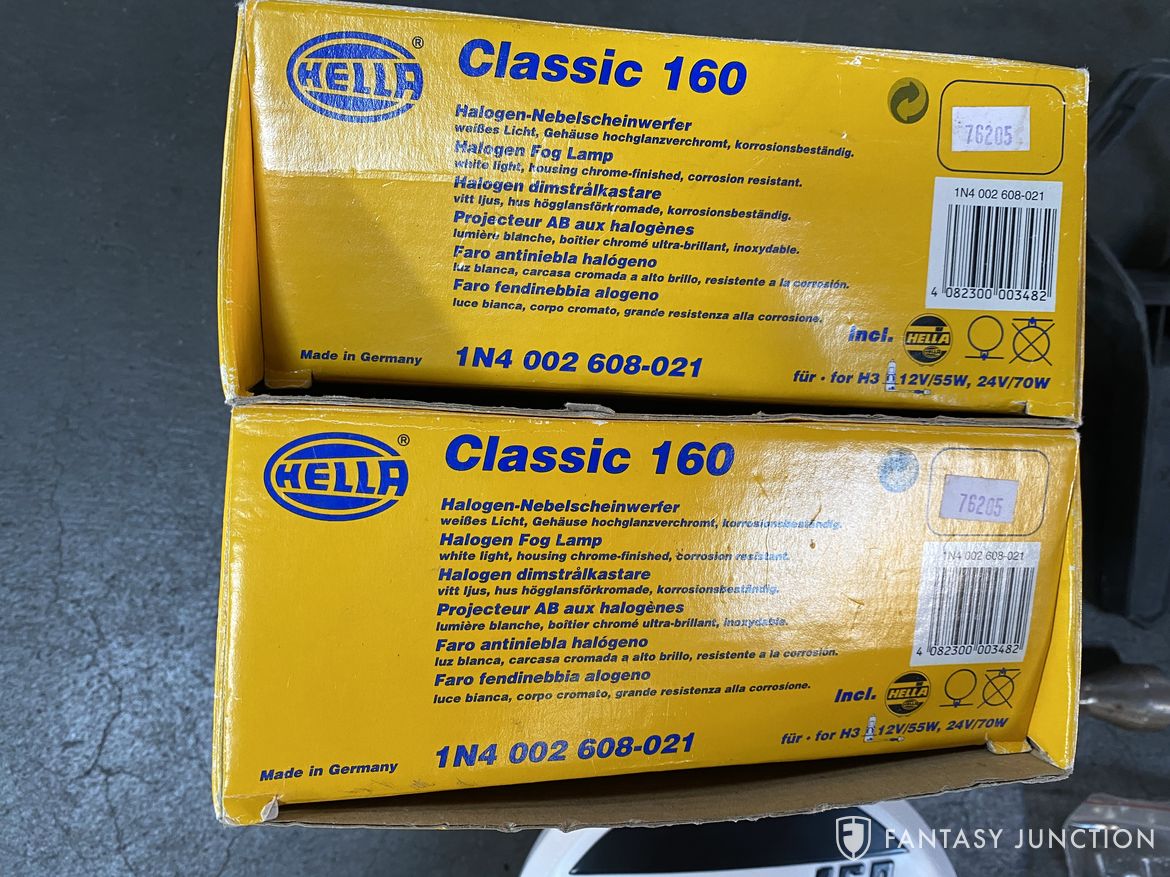 HELLA ®
Classic 160
Halogen-Nebelscheinwerfer
weißes Licht, Gehäuse hochglanzverchromt, korrosionsbeständig.
Halogen Fog Lamp
white light, housing chrome-finished, corrosion resistant.
Halogen dimstrålkastare
vitt ljus, hus högglansförkromade, korrosionsbeständig.
Projecteur AB aux halogènes
lumière blanche, boîtier chromé ultra-brillant, inoxydable.
Faro antiniebla halógeno
luz blanca, carcasa cromada a alto brillo, resistente a la corrosión.
Faro fendinebbia alogeno
luce bianca, corpo cromato, grande resistenza alla corrosione.
76205
1N4 002 608-021
4 082300 003482
Incl. HELLA
Made in Germany
1N4 002 608-021
für · for H3 12V/55W, 24V/70W
HELLA ®
Classic 160
Halogen-Nebelscheinwerfer
weißes Licht, Gehäuse hochglanzverchromt, korrosionsbeständig.
Halogen Fog Lamp
white light, housing chrome-finished, corrosion resistant.
Halogen dimstrålkastare
vitt ljus, hus högglansförkromade, korrosionsbeständig.
Projecteur AB aux halogènes
lumière blanche, boîtier chromé ultra-brillant, inoxydable.
Faro antiniebla halógeno
luz blanca, carcasa cromada a alto brillo, resistente a la corrosión.
Faro fendinebbia alogeno
luce bianca, corpo cromato, grande resistenza alla corrosione.
76205
1N4 002 608-021
4 082300 003482
Incl. HELLA
Made in Germany
1N4 002 608-021
für · for H3 12V/55W, 24V/70W
FANTASY JUNCTION